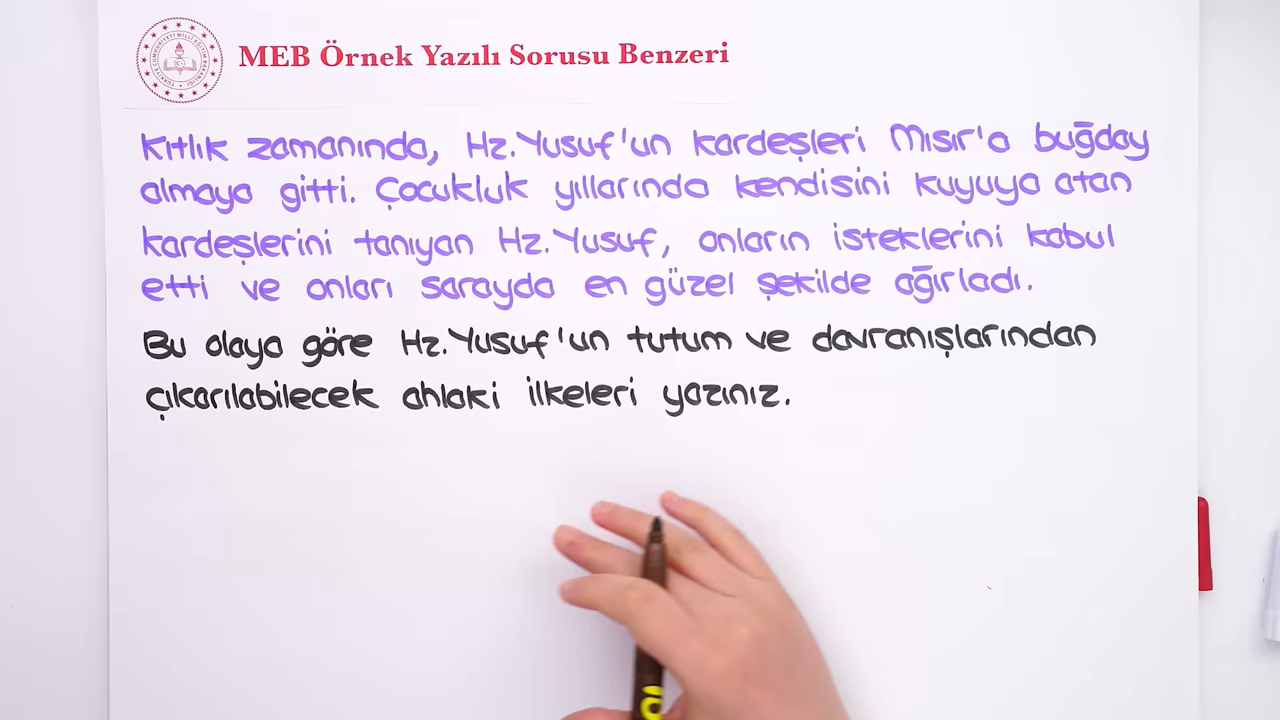 MEB Örnek Yazılı Sorusu Benzeri
Kıtlık zamanında, Hz.Yusuf'un kardeşleri Mısır'a buğday
almaya gitti. Çocukluk yıllarında kendisini kuyuya atan
kardeşlerini tanıyan Hz.Yusuf, onların isteklerini kabul
etti ve onları sarayda en güzel şekilde ağırladı.
Bu olaya göre Hz.Yusuf'un tutum ve davranışlarından
çıkarılabilecek ahlaki ilkeleri yazınız.